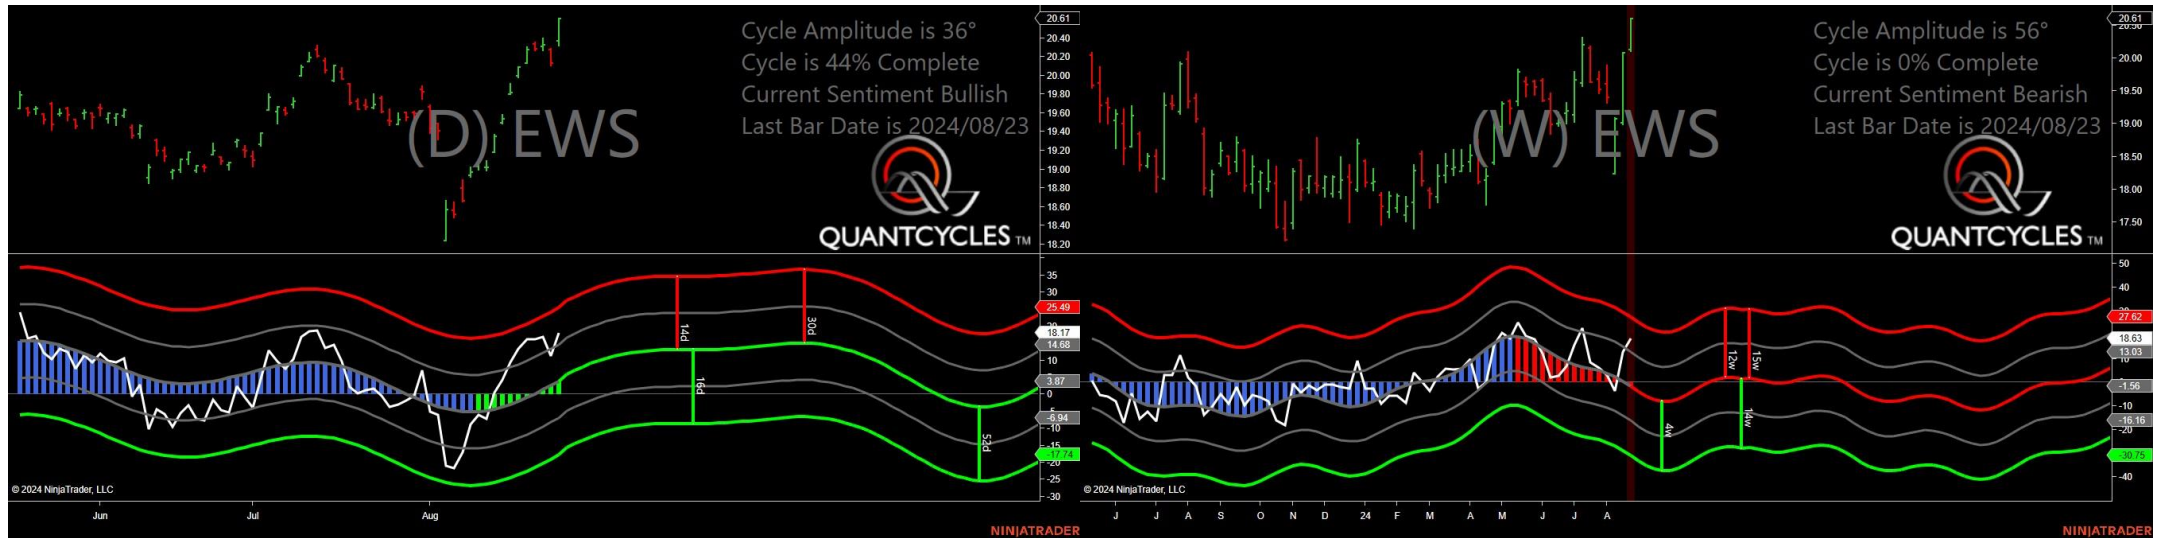 Cycle Amplitude is 36°
Cycle is 44% Complete
Current Sentiment Bullish
Last Bar Date is 2024/08/23
(D) EWS
QUANTCYCLES TM
20.61
20.40
20.20
20.00
19.80
19.60
19.40
19.20
19.00
18.80
18.60
18.40
18.20
14d
16d
30d
52d
35
30
25.49
18.17
14.68
10
3.87
0
-6.94
-10
-15
-17.74
-20
-25
-30
© 2024 NinjaTrader, LLC
Jun
Jul
Aug
NINJATRADER
Cycle Amplitude is 56°
Cycle is 0% Complete
Current Sentiment Bearish
Last Bar Date is 2024/08/23
(W) EWS
QUANTCYCLES TM
20.61
20.00
19.50
19.00
18.50
18.00
17.50
4w
12w
14w
15w
50
40
27.62
18.63
13.03
-1.56
-10
-16.16
-20
-30.75
-40
© 2024 NinjaTrader, LLC
J J A S O N D 24 F M A M J J A
NINJATRADER